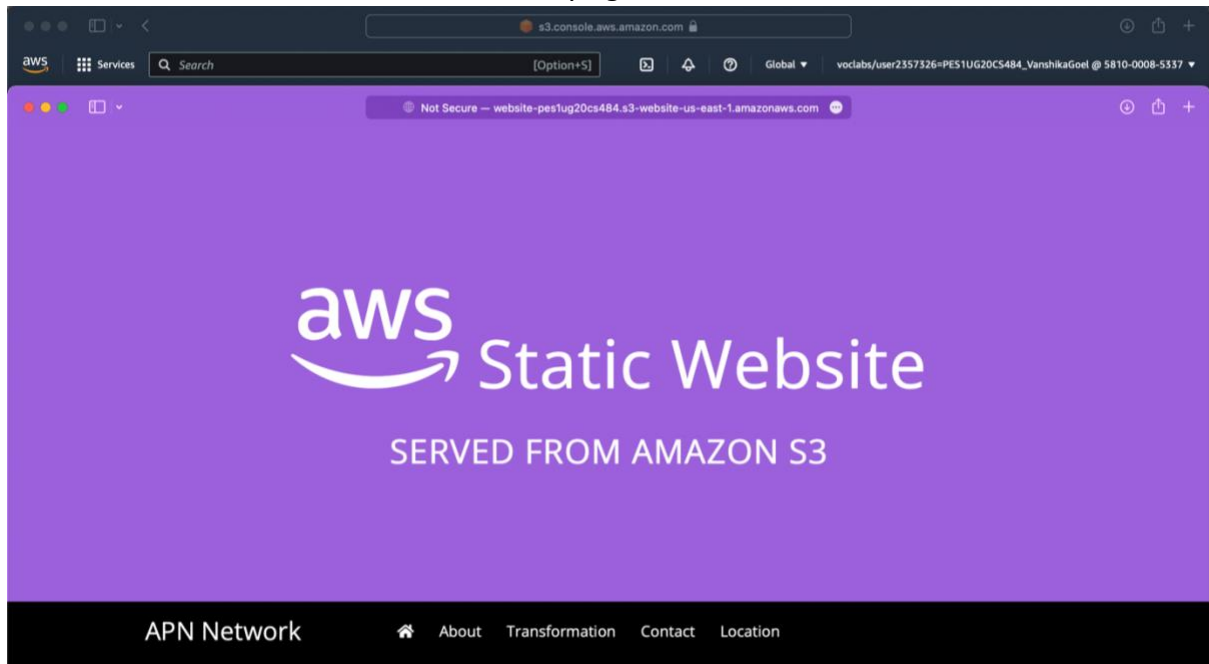 s3.console.aws.amazon.com
aws Services Search [Option+S] Global voclabs/user2357326=PES1UG20CS484_VanshikaGoel @ 5810-0008-5337
Not Secure — website-pes1ug20cs484.s3-website-us-east-1.amazonaws.com
aws
Static Website
SERVED FROM AMAZON S3
APN Network About Transformation Contact Location